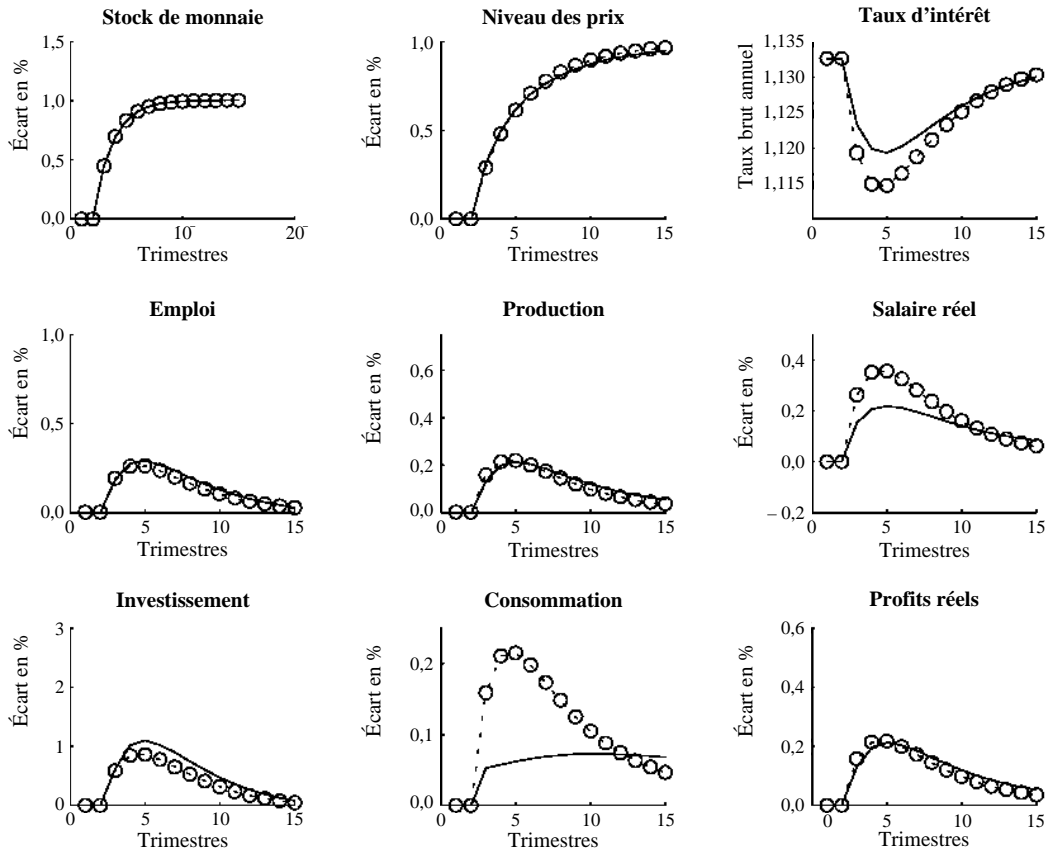 Stock de monnaie
Écart en %
1,5
1,0
0,5
0,0
0
10
20
Trimestres
Niveau des prix
Écart en %
1,0
0,5
0,0
0
5
10
15
Trimestres
Taux d'intérêt
Taux brut annuel
1,135
1,130
1,125
1,120
1,115
0
5
10
15
Trimestres
Emploi
Écart en %
1,0
0,5
0,0
0
5
10
15
Trimestres
Production
Écart en %
0,6
0,4
0,2
0,0
0
5
10
15
Trimestres
Salaire réel
Écart en %
0,4
0,2
0,0
– 0,2
0
5
10
15
Trimestres
Investissement
Écart en %
3
2
1
0
0
5
10
15
Trimestres
Consommation
Écart en %
0,2
0,1
0,0
0
5
10
15
Trimestres
Profits réels
Écart en %
0,6
0,4
0,2
0,0
0
5
10
15
Trimestres